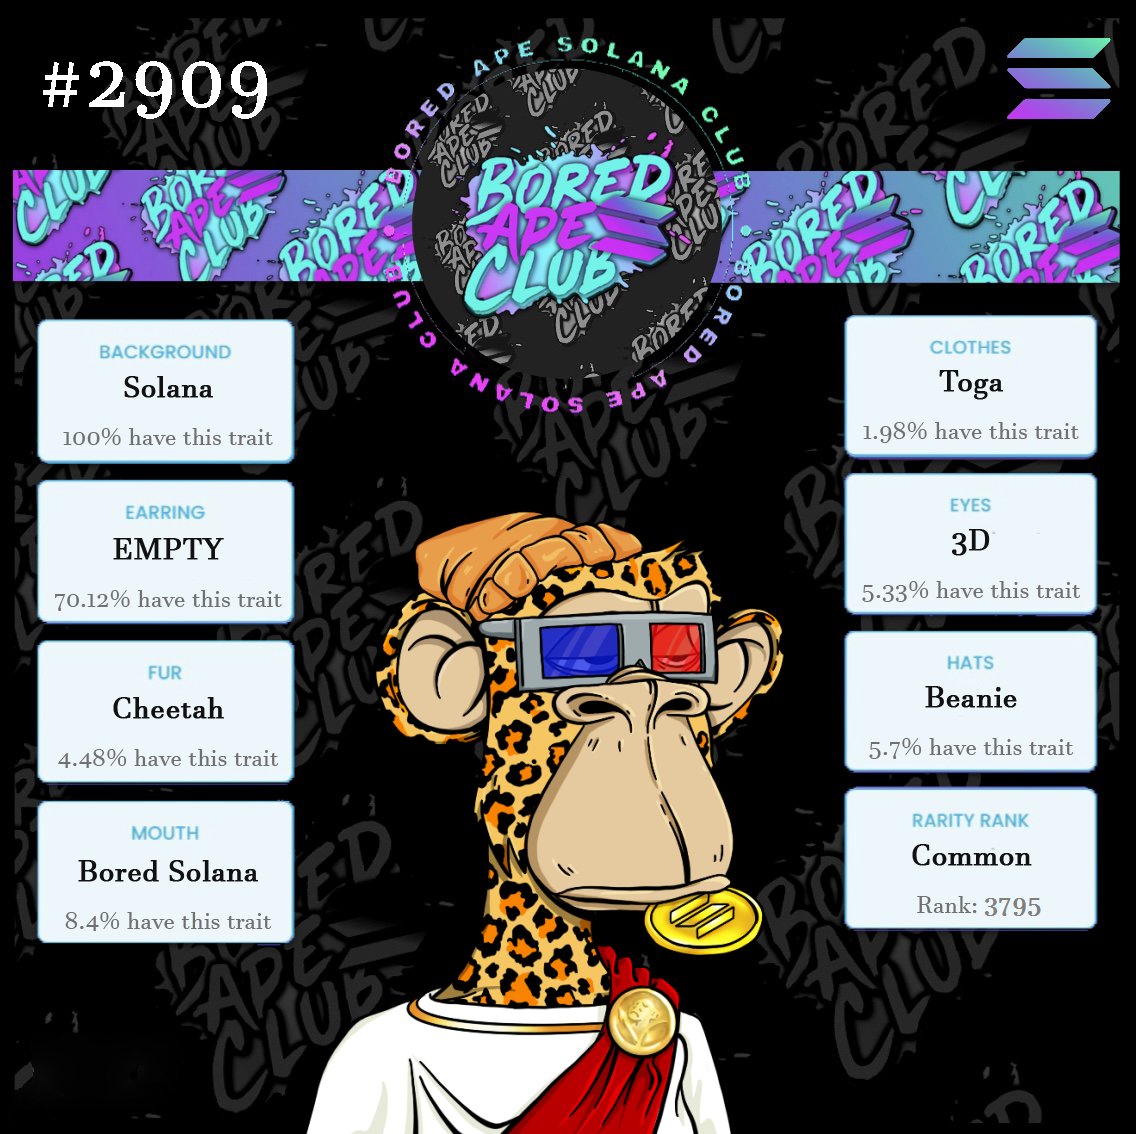 #2909
BORED APE SOLANA CLUB
BORED APE SOLANA CLUB
BORED
APE
CLUB
BACKGROUND
Solana
100% have this trait
EARRING
EMPTY
70.12% have this trait
FUR
Cheetah
4.48% have this trait
MOUTH
Bored Solana
8.4% have this trait
CLOTHES
Toga
1.98% have this trait
EYES
3D
5.33% have this trait
HATS
Beanie
5.7% have this trait
RARITY RANK
Common
Rank: 3795